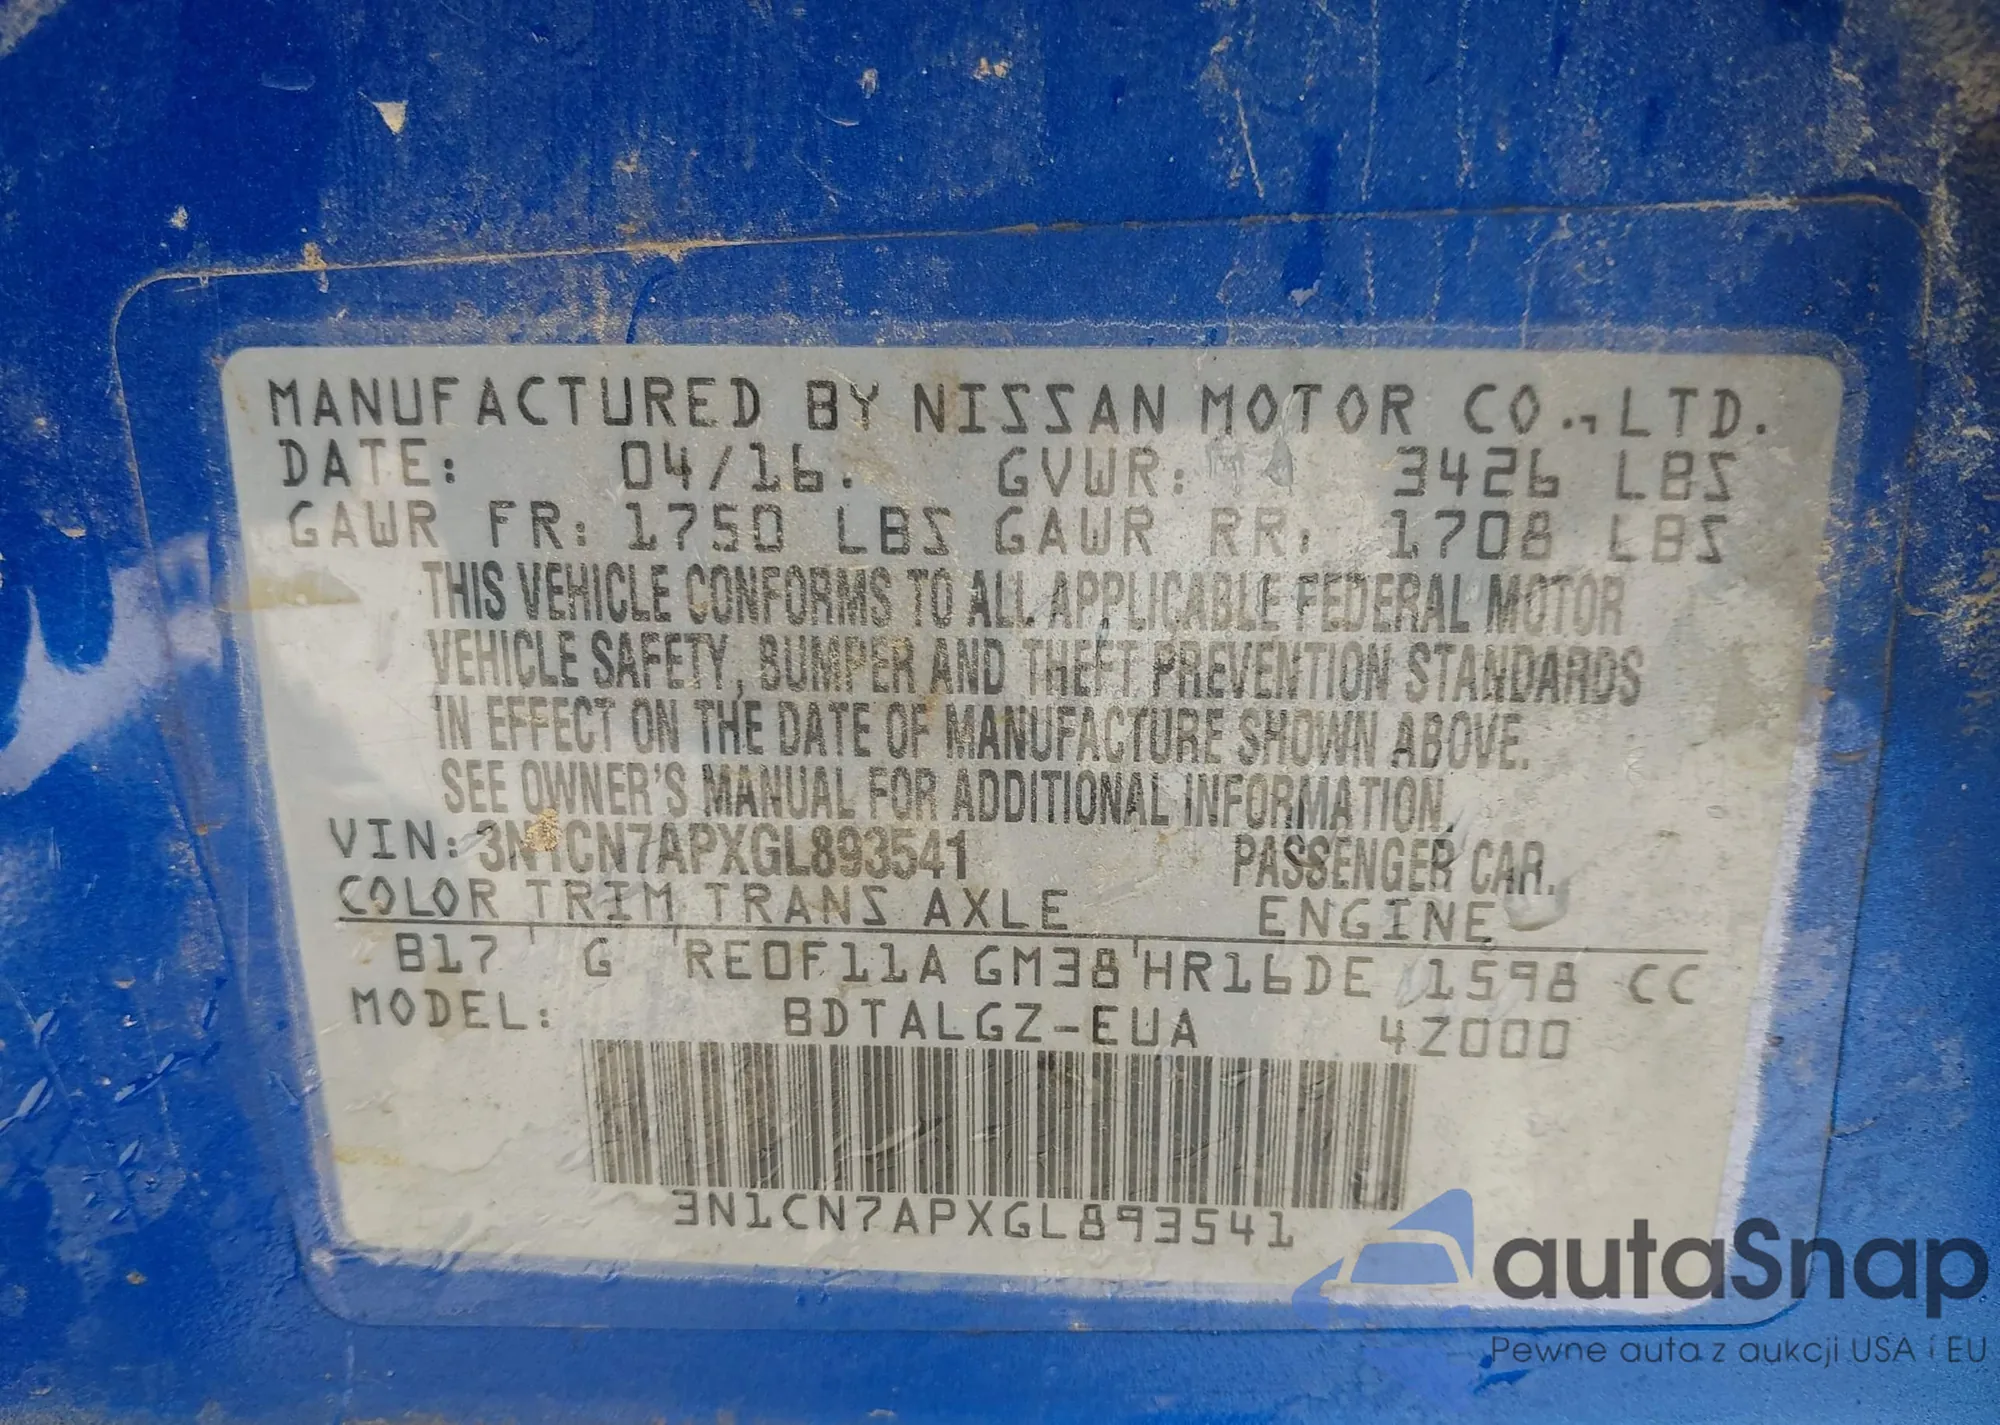 MANUFACTURED BY NISSAN MOTOR CO., LTD.
DATE: 04/16. GVWR: 3426 LBS
GAWR FR: 1750 LBS GAWR RR: 1708 LBS
THIS VEHICLE CONFORMS TO ALL APPLICABLE FEDERAL MOTOR
VEHICLE SAFETY, BUMPER AND THEFT PREVENTION STANDARDS
IN EFFECT ON THE DATE OF MANUFACTURE SHOWN ABOVE.
SEE OWNER'S MANUAL FOR ADDITIONAL INFORMATION.
VIN: 3N1CN7APXGL893541 PASSENGER CAR.
COLOR TRIM TRANS AXLE ENGINE
B17 G RE0F11A GM38 HR16DE 1598 CC
MODEL: BDTALGZ-EUA 4Z000
3N1CN7APXGL893541
autaSnap
Pewne auta z aukcji USA i EU